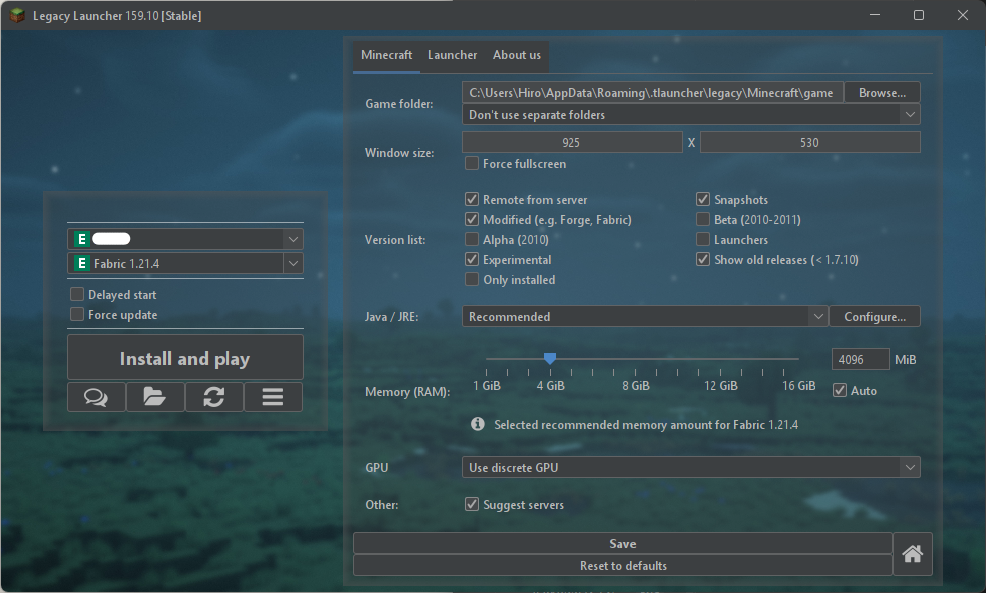 Legacy Launcher 159.10 [Stable]
Minecraft Launcher About us
Game folder:
C:\Users\Hiro\AppData\Roaming\.tlauncher\legacy\Minecraft\game
Browse...
Don't use separate folders
Window size:
925 X 530
Force fullscreen
Version list:
Remote from server
Snapshots
Modified (e.g. Forge, Fabric)
Beta (2010-2011)
Alpha (2010)
Launchers
Experimental
Show old releases (< 1.7.10)
Only installed
Java / JRE:
Recommended
Configure...
Memory (RAM):
1 GiB 4 GiB 8 GiB 12 GiB 16 GiB
4096 MiB
Auto
Selected recommended memory amount for Fabric 1.21.4
GPU
Use discrete GPU
Other:
Suggest servers
Save
Reset to defaults
E
E Fabric 1.21.4
Delayed start
Force update
Install and play